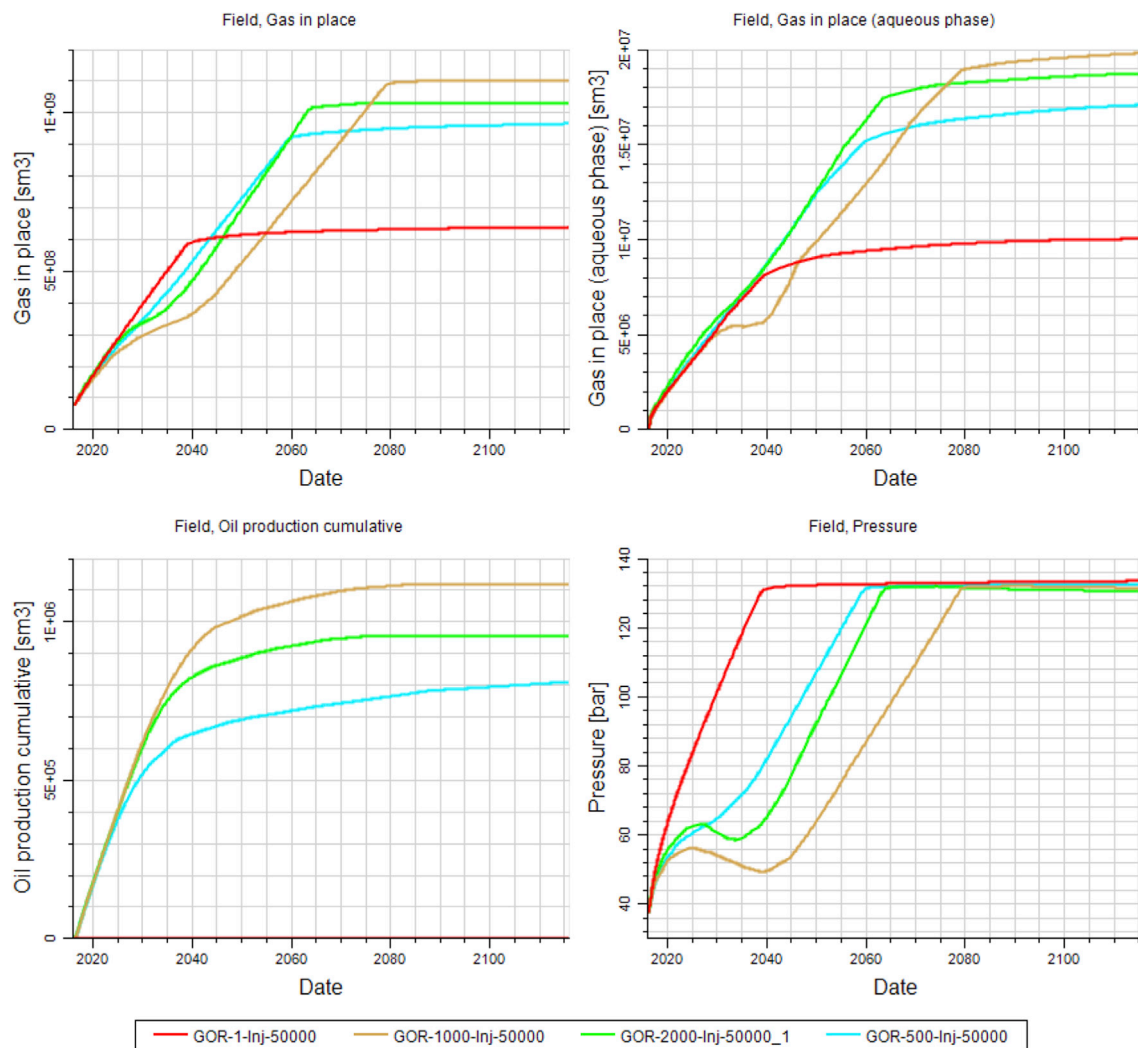 Field, Gas in place
Gas in place [sm3]
1E+09
5E+08
0
2020 2040 2060 2080 2100
Date
Field, Gas in place (aqueous phase)
Gas in place (aqueous phase) [sm3]
2E+07
1.5E+07
1E+07
5E+06
0
2020 2040 2060 2080 2100
Date
Field, Oil production cumulative
Oil production cumulative [sm3]
1E+06
5E+05
0
2020 2040 2060 2080 2100
Date
Field, Pressure
Pressure [bar]
140
120
100
80
60
40
2020 2040 2060 2080 2100
Date
GOR-1-Inj-50000 GOR-1000-Inj-50000 GOR-2000-Inj-50000_1 GOR-500-Inj-50000